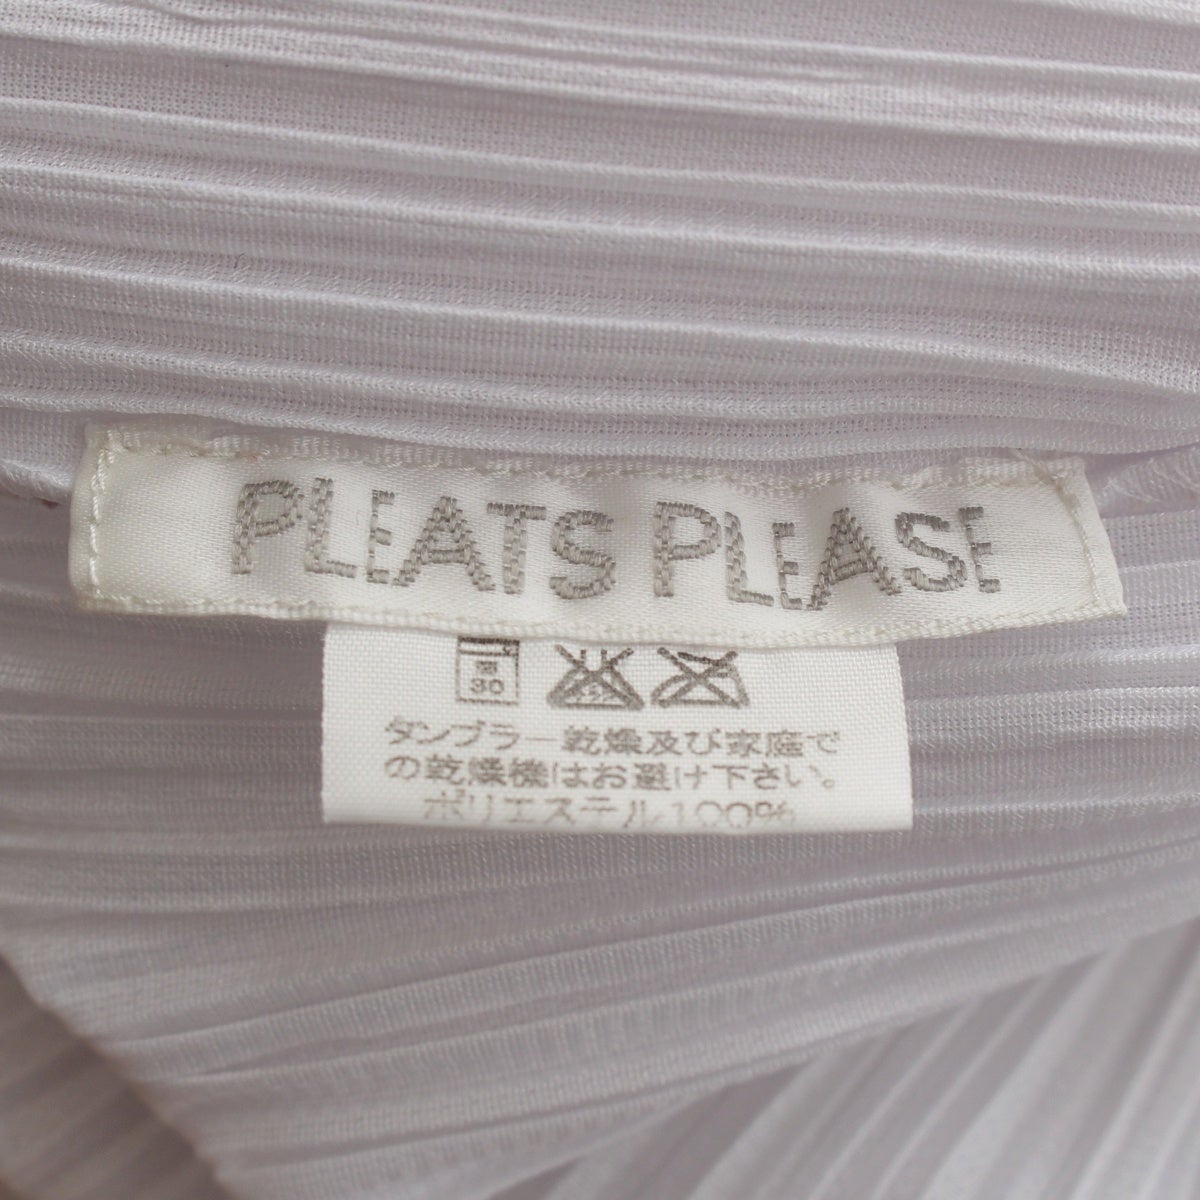 PLEATS PLEASE
30
タンブラー乾燥及び家庭で
の乾燥機はお避け下さい。
ポリエステル100%